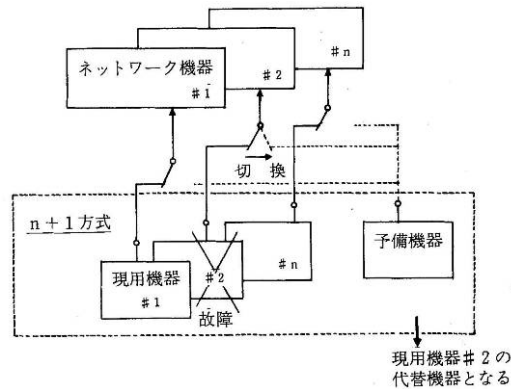 ネットワーク機器
#1
#2
#n
切 換
n+1方式
現用機器
#1
#2
#n
故障
予備機器
現用機器#2の
代替機器となる